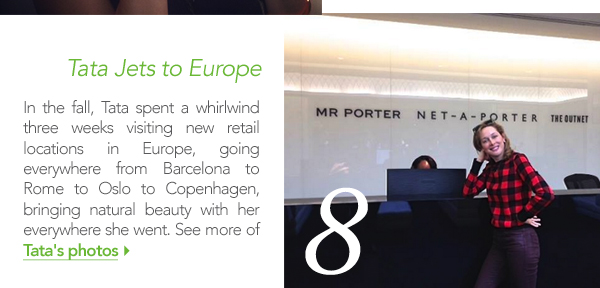 Tata Jets to Europe
In the fall, Tata spent a whirlwind
three weeks visiting new retail
locations in Europe, going
everywhere from Barcelona to
Rome to Oslo to Copenhagen,
bringing natural beauty with her
everywhere she went. See more of
Tata's photos
MR PORTER NET-A-PORTER THE OUTNET
8